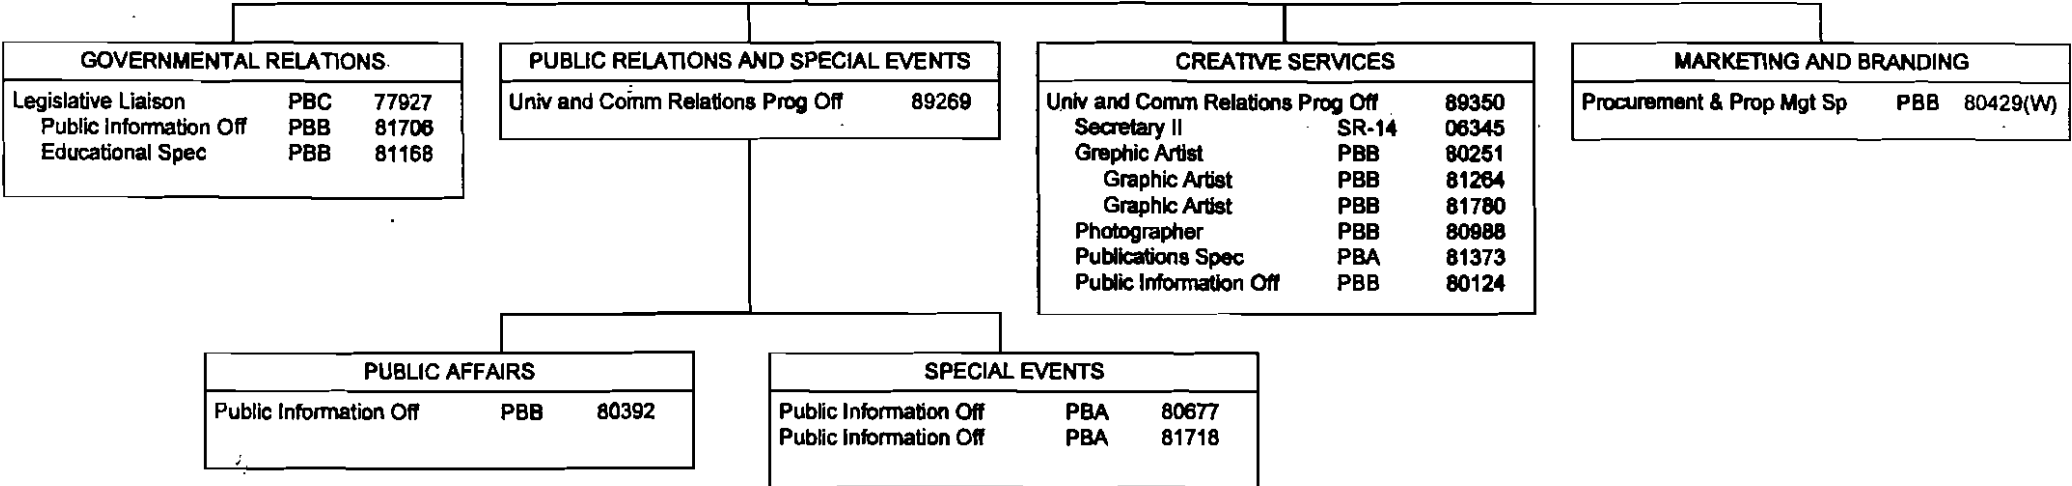 GOVERNMENTAL RELATIONS
Legislative Liaison PBC 77927
Public Information Off PBB 81706
Educational Spec PBB 81168
PUBLIC RELATIONS AND SPECIAL EVENTS
Univ and Comm Relations Prog Off 89269
CREATIVE SERVICES
Univ and Comm Relations Prog Off 89350
Secretary II SR-14 06345
Graphic Artist PBB 80251
Graphic Artist PBB 81264
Graphic Artist PBB 81780
Photographer PBB 80988
Publications Spec PBA 81373
Public Information Off PBB 80124
MARKETING AND BRANDING
Procurement & Prop Mgt Sp PBB 80429(W)
PUBLIC AFFAIRS
Public Information Off PBB 80392
SPECIAL EVENTS
Public Information Off PBA 80677
Public Information Off PBA 81718